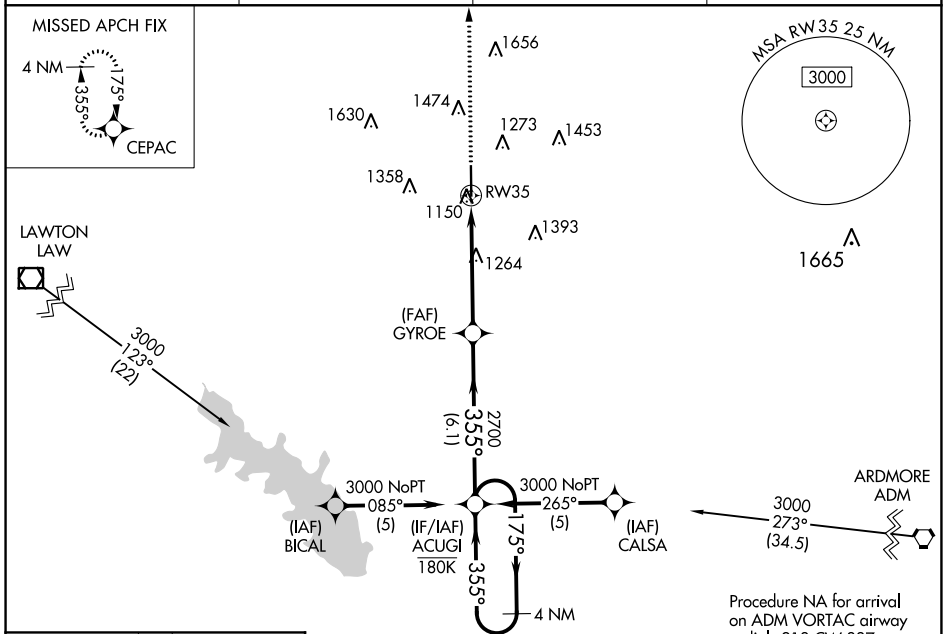 MISSED APCH FIX
4 NM
175°
355°
CEPAC
1656
1474
1630
1273
1453
1358
RW35
1150
1393
1264
MSA RW35 25 NM
3000
1665
LAWTON
LAW
3000
123°
(22)
(FAF)
GYROE
2700
355°
(6.1)
3000 NoPT
085°
(5)
(IAF)
BICAL
(IF/IAF)
ACUGI
180K
3000 NoPT
265°
(5)
(IAF)
CALSA
175°
355°
4 NM
ARDMORE
ADM
3000
273°
(34.5)
Procedure NA for arrival
on ADM VORTAC airway